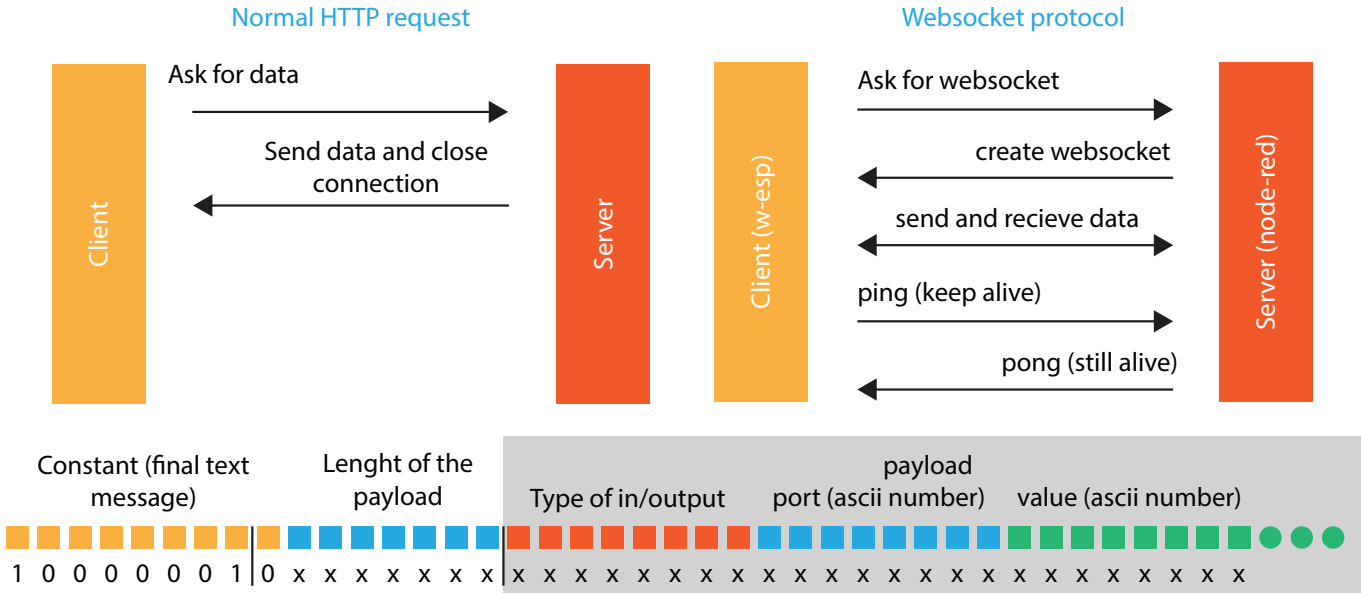 Normal HTTP request
Client
Ask for data
Send data and close
connection
Server
Websocket protocol
Client (w-esp)
Ask for websocket
create websocket
send and recieve data
ping (keep alive)
pong (still alive)
Server (node-red)
Constant (final text
message)
Lenght of the
payload
payload
Type of in/output
port (ascii number)
value (ascii number)
1 0 0 0 0 0 0 1 0 x x x x x x x x x x x x x x x x x x x x x x x x x x x x x x x